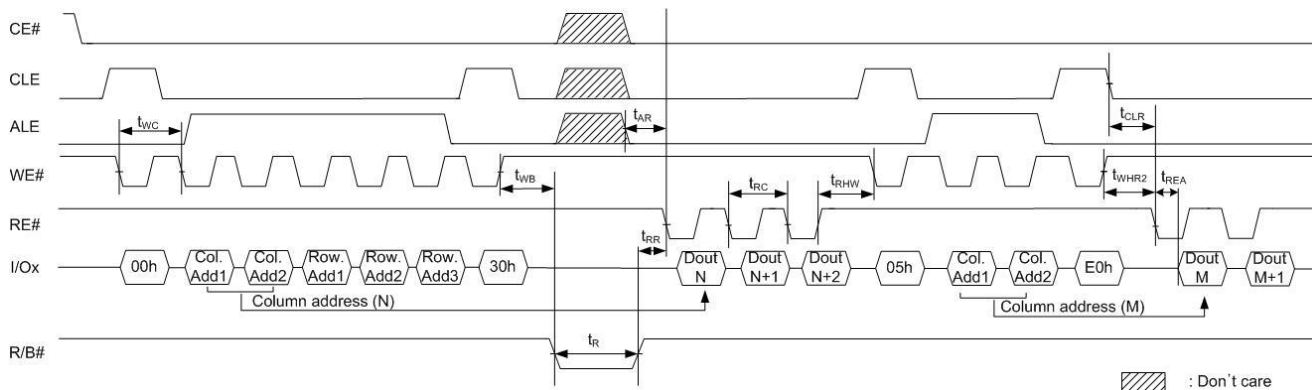 CE#
CLE
ALE
tWC
tAR
tCLR
WE#
tWB
tRC
tRHW
tWHR2
tREA
RE#
tRR
I/Ox
00h
Col. Add1
Col. Add2
Row. Add1
Row. Add2
Row. Add3
30h
Dout N
Dout N+1
Dout N+2
05h
Col. Add1
Col. Add2
E0h
Dout M
Dout M+1
Column address (N)
Column address (M)
R/B#
tR
: Don`t care